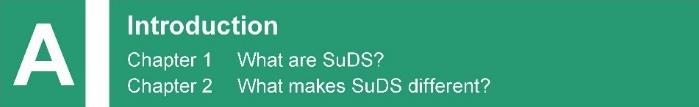 A
Introduction
Chapter 1 What are SuDS?
Chapter 2 What makes SuDS different?